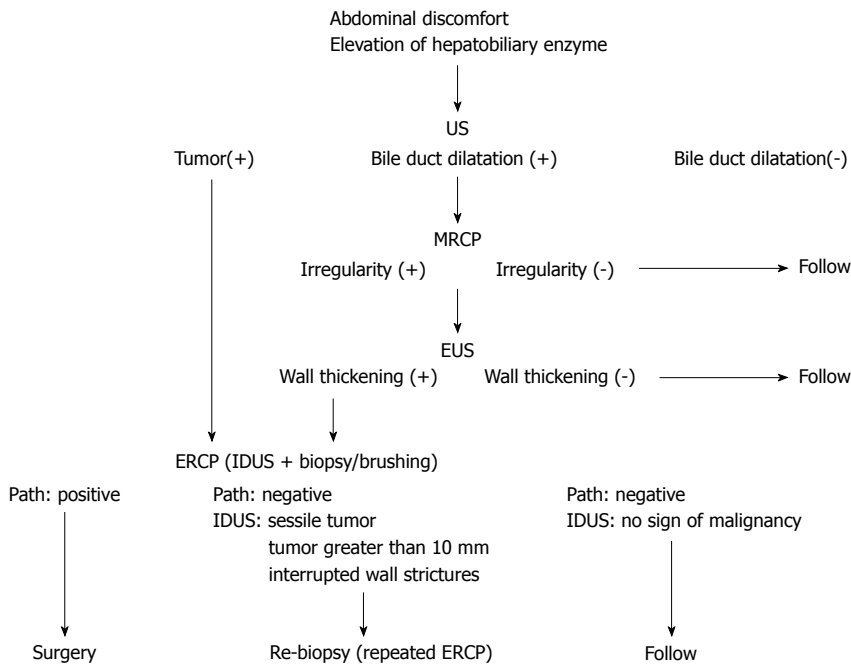 Abdominal discomfort
Elevation of hepatobiliary enzyme
US
Tumor(+) Bile duct dilatation (+) Bile duct dilatation(-)
MRCP
Irregularity (+) Irregularity (-) Follow
EUS
Wall thickening (+) Wall thickening (-) Follow
ERCP (IDUS + biopsy/brushing)
Path: positive Path: negative Path: negative
IDUS: sessile tumor IDUS: no sign of malignancy
tumor greater than 10 mm
interrupted wall strictures
Surgery Re-biopsy (repeated ERCP) Follow